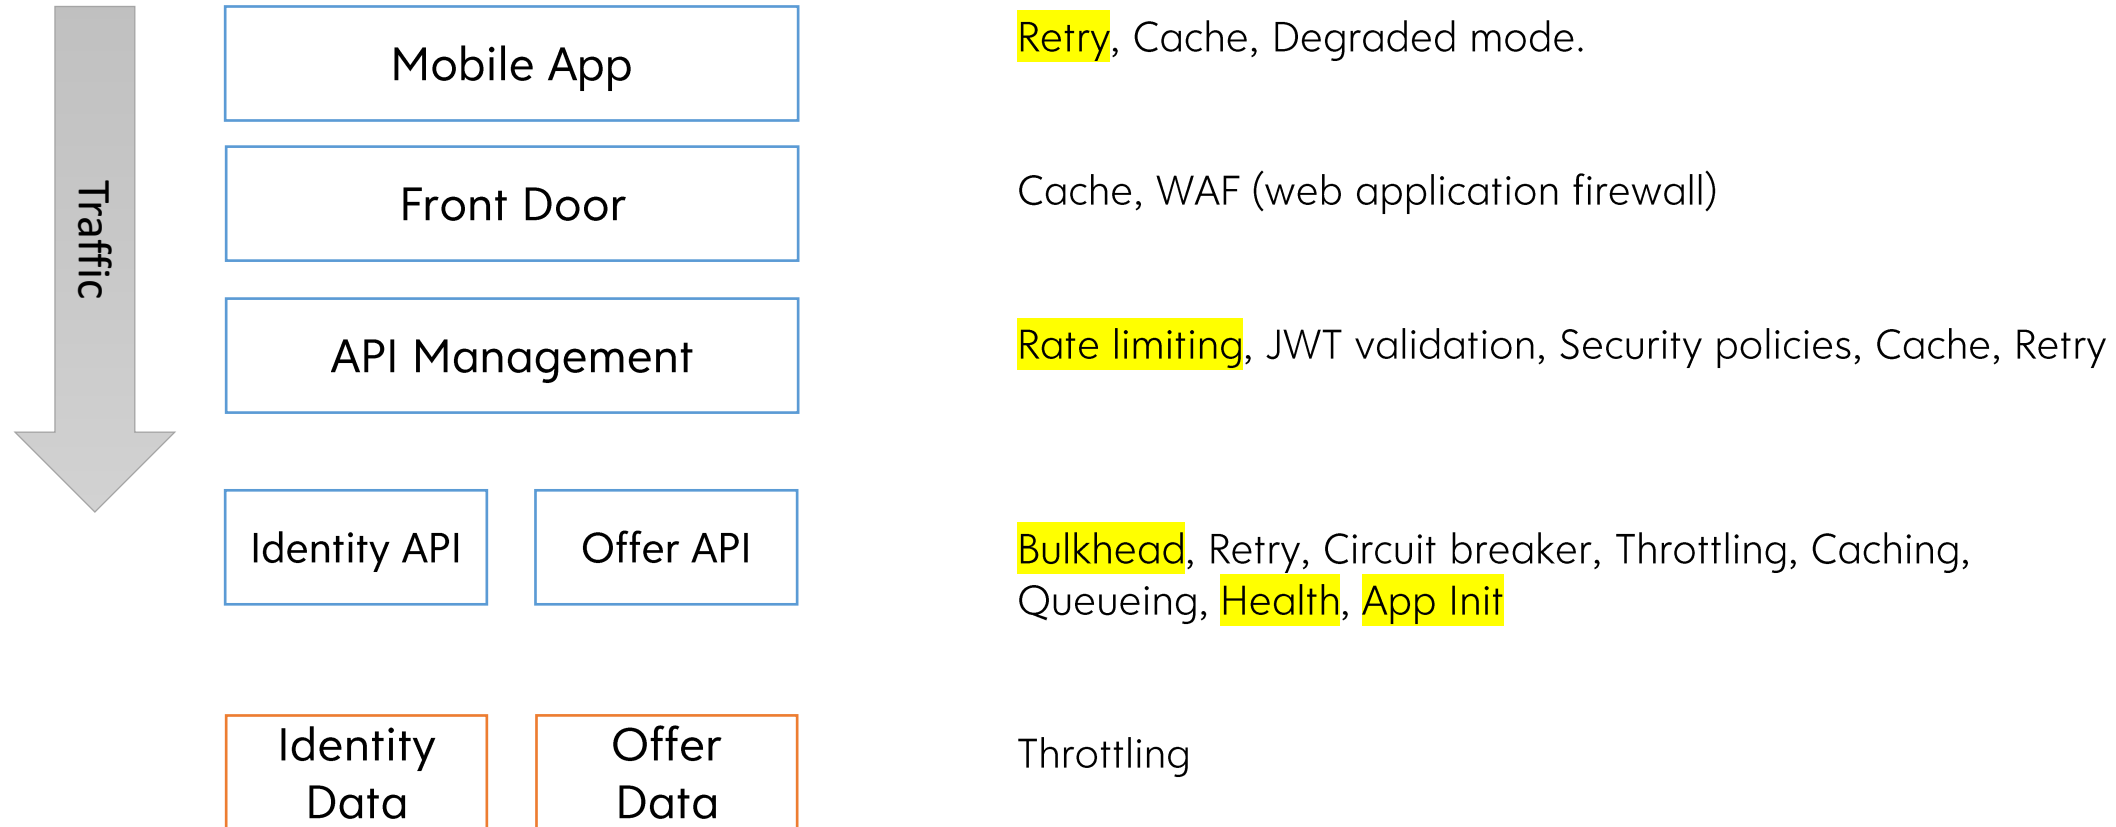 Traffic
Mobile App
Retry, Cache, Degraded mode.
Front Door
Cache, WAF (web application firewall)
API Management
Rate limiting, JWT validation, Security policies, Cache, Retry
Identity API
Offer API
Bulkhead, Retry, Circuit breaker, Throttling, Caching,
Queueing, Health, App Init
Identity
Data
Offer
Data
Throttling